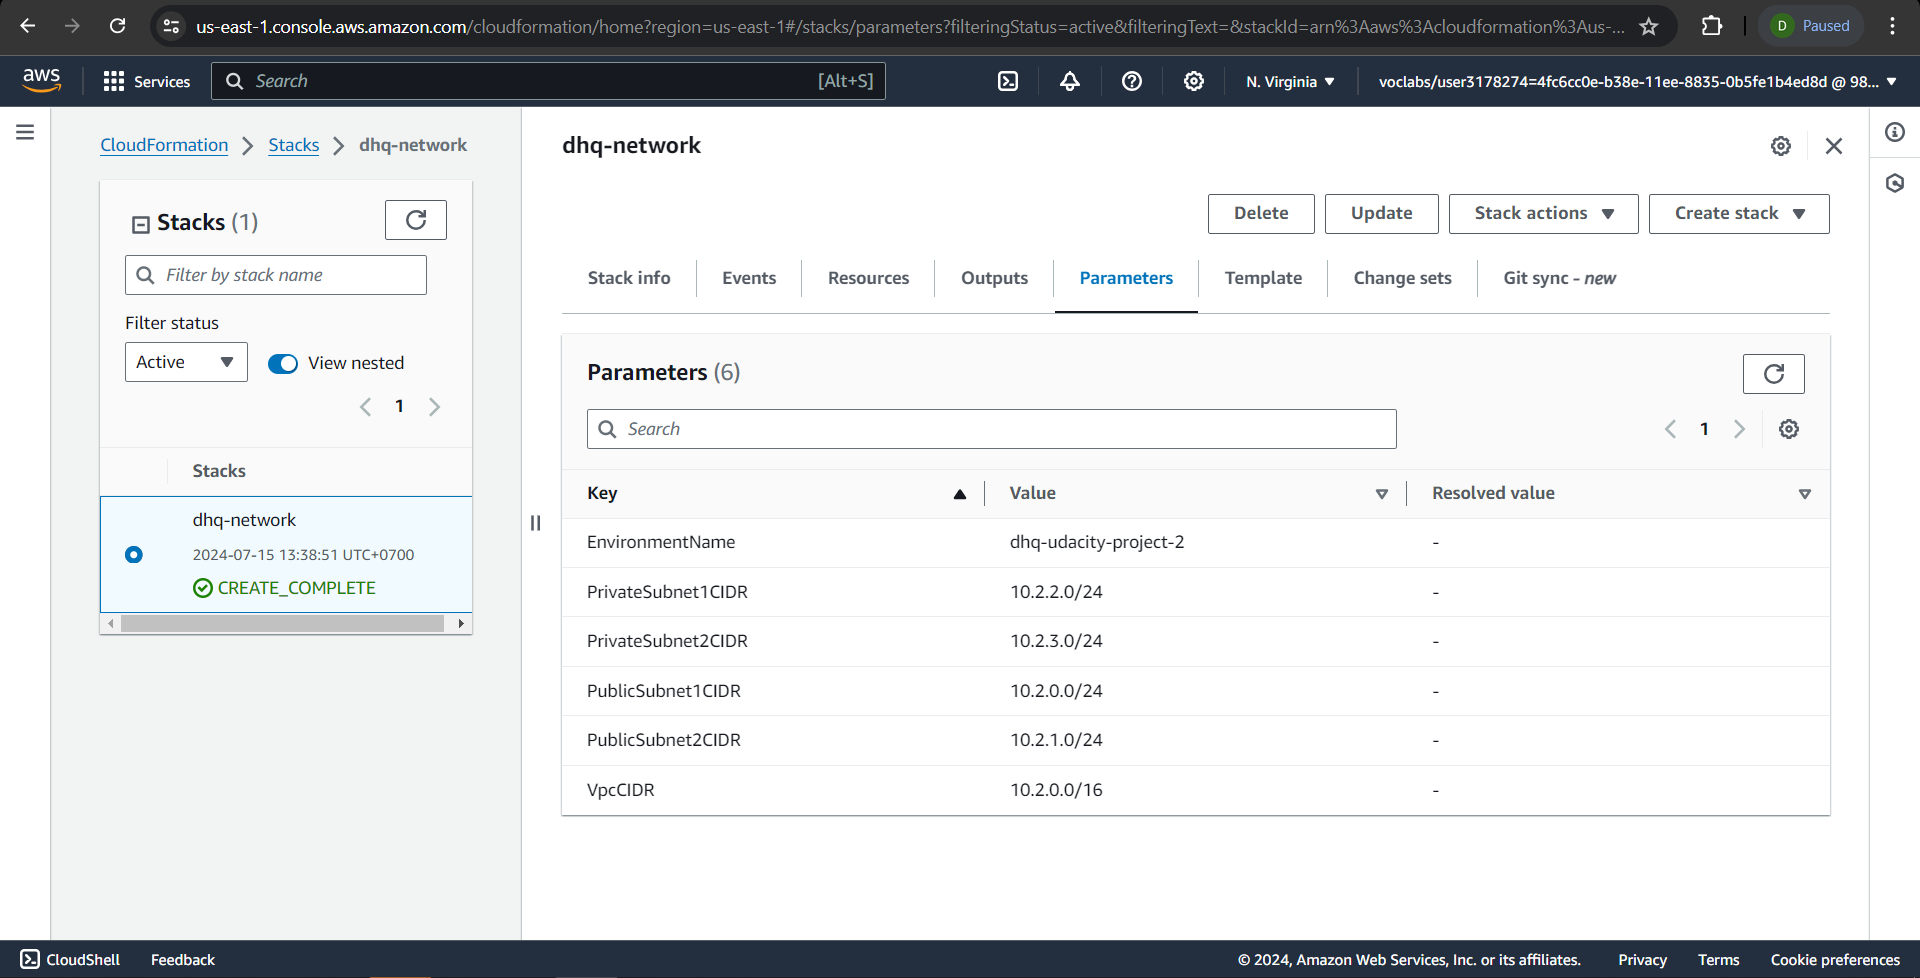 us-east-1.console.aws.amazon.com/cloudformation/home?region=us-east-1#/stacks/parameters?filteringStatus=active&filteringText=&stackId=arn%3Aaws%3Acloudformation%3Aus-...
D Paused
aws Services Search [Alt+S] N. Virginia voclabs/user3178274=4fc6cc0e-b38e-11ee-8835-0b5fe1b4ed8d @ 98...
CloudFormation Stacks dhq-network
Stacks (1)
Filter by stack name
Filter status
Active View nested
1
Stacks
dhq-network
2024-07-15 13:38:51 UTC+0700
CREATE_COMPLETE
dhq-network
Delete Update Stack actions Create stack
Stack info Events Resources Outputs Parameters Template Change sets Git sync - new
Parameters (6)
Search 1
Key Value Resolved value
EnvironmentName dhq-udacity-project-2 -
PrivateSubnet1CIDR 10.2.2.0/24 -
PrivateSubnet2CIDR 10.2.3.0/24 -
PublicSubnet1CIDR 10.2.0.0/24 -
PublicSubnet2CIDR 10.2.1.0/24 -
VpcCIDR 10.2.0.0/16 -
CloudShell Feedback © 2024, Amazon Web Services, Inc. or its affiliates. Privacy Terms Cookie preferences